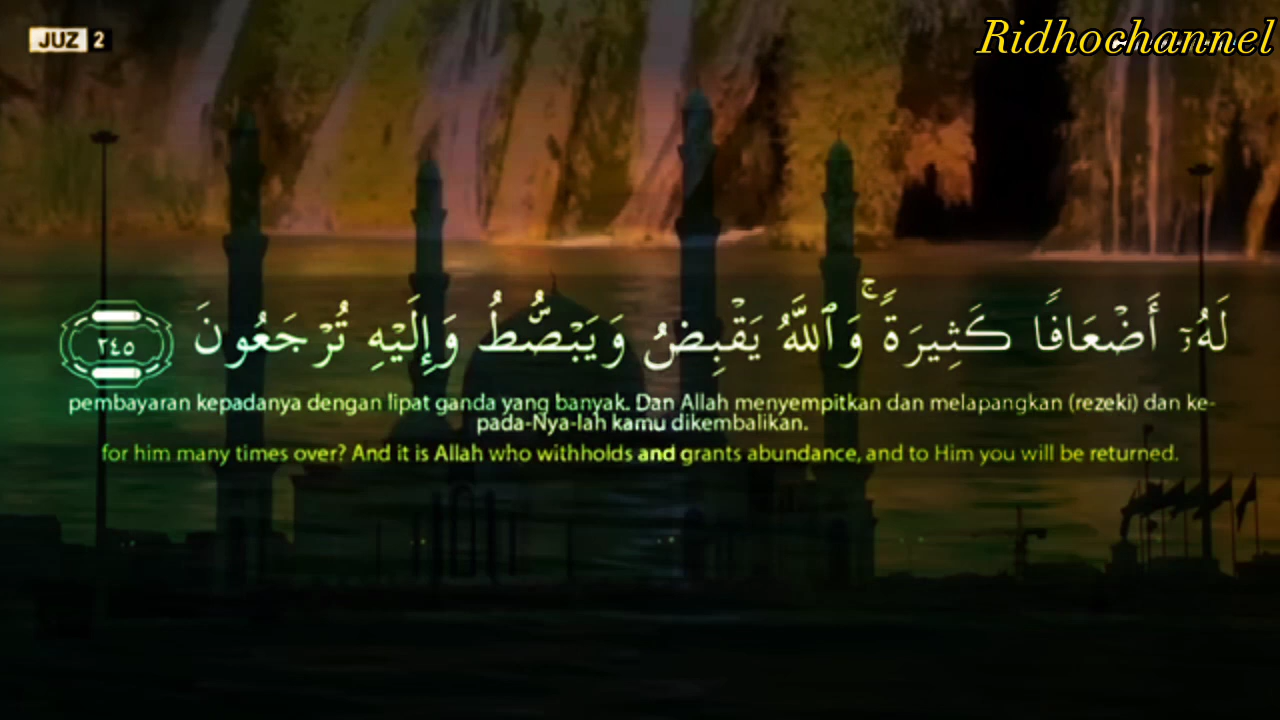 JUZ 2
Ridhochannel
لَهُۥٓ أَضْعَافًا كَثِيرَةً ۚ وَٱللَّهُ يَقْبِضُ وَيَبْصُۜطُ وَإِلَيْهِ تُرْجَعُونَ ٢٤٥
pembayaran kepadanya dengan lipat ganda yang banyak. Dan Allah menyempitkan dan melapangkan (rezeki) dan ke-
pada-Nya-lah kamu dikembalikan.
for him many times over? And it is Allah who withholds and grants abundance, and to Him you will be returned.